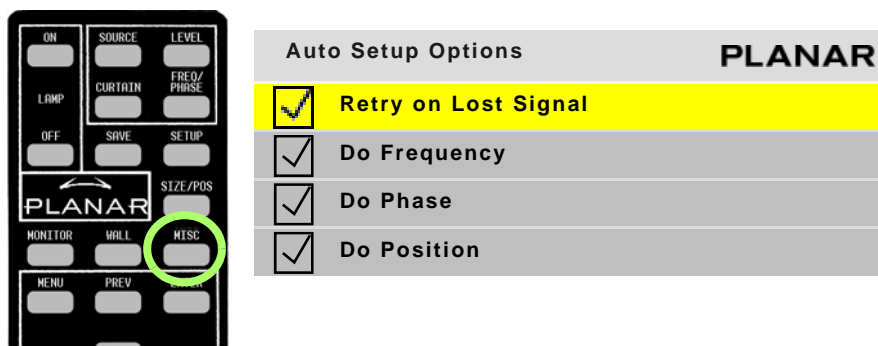 ON SOURCE LEVEL
CURTAIN FREQ/
PHASE
LAMP
OFF SAVE SETUP
PLANAR
SIZE/POS
MONITOR WALL MISC
MENU PREV ENTER
Auto Setup Options PLANAR
Retry on Lost Signal
Do Frequency
Do Phase
Do Position